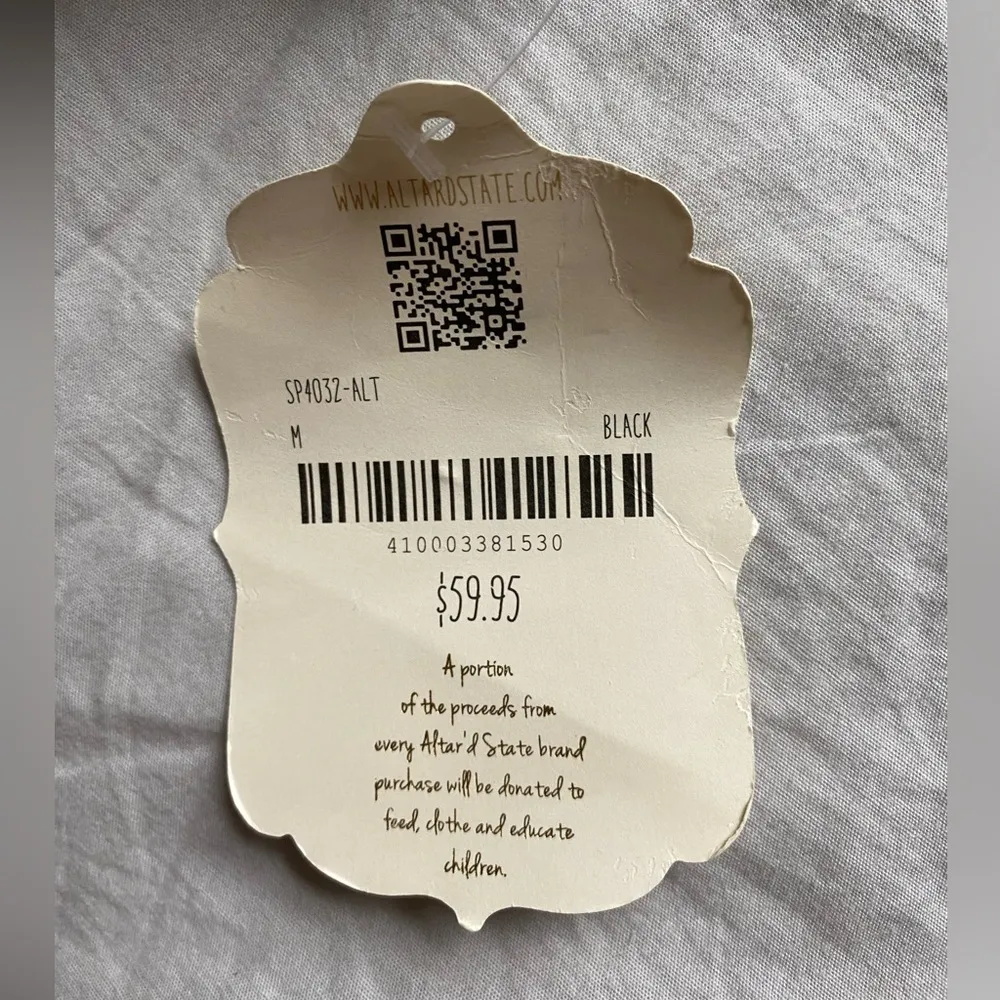 WWW.ALTARDSTATE.COM
SP4032-ALT
M BLACK
410003381530
$59.95
A portion
of the proceeds from
every Altar'd State brand
purchase will be donated to
feed, clothe and educate
children.